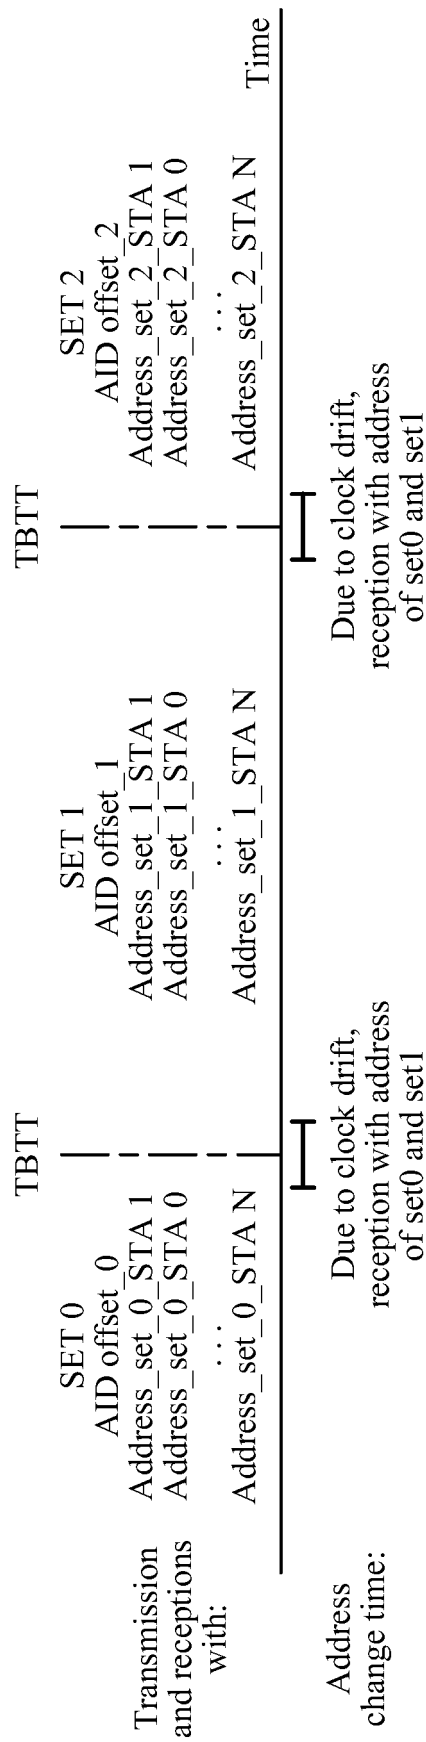 TBTT
TBTT
SET 0
AID offset_0
Address_set_0_STA 1
Address_set_0_STA 0
...
Address_set_0_STA N
SET 1
AID offset_1
Address_set_1_STA 1
Address_set_1_STA 0
...
Address_set_1_STA N
SET 2
AID offset_2
Address_set_2_STA 1
Address_set_2_STA 0
...
Address_set_2_STA N
Transmission
and receptions
with:
Time
Address
change time:
Due to clock drift,
reception with address
of set0 and set1
Due to clock drift,
reception with address
of set0 and set1